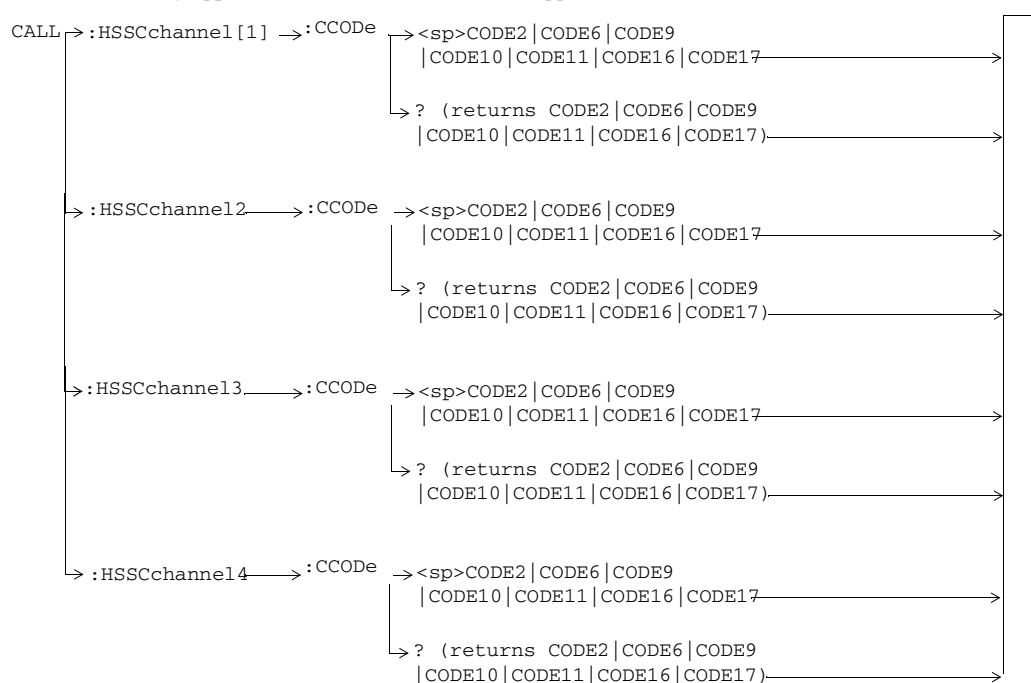 CALL :HSSCchannel[1] :CCODe <sp>CODE2|CODE6|CODE9
|CODE10|CODE11|CODE16|CODE17
? (returns CODE2|CODE6|CODE9
|CODE10|CODE11|CODE16|CODE17)
:HSSCchannel2 :CCODe <sp>CODE2|CODE6|CODE9
|CODE10|CODE11|CODE16|CODE17
? (returns CODE2|CODE6|CODE9
|CODE10|CODE11|CODE16|CODE17)
:HSSCchannel3 :CCODe <sp>CODE2|CODE6|CODE9
|CODE10|CODE11|CODE16|CODE17
? (returns CODE2|CODE6|CODE9
|CODE10|CODE11|CODE16|CODE17)
:HSSCchannel4 :CCODe <sp>CODE2|CODE6|CODE9
|CODE10|CODE11|CODE16|CODE17
? (returns CODE2|CODE6|CODE9
|CODE10|CODE11|CODE16|CODE17)